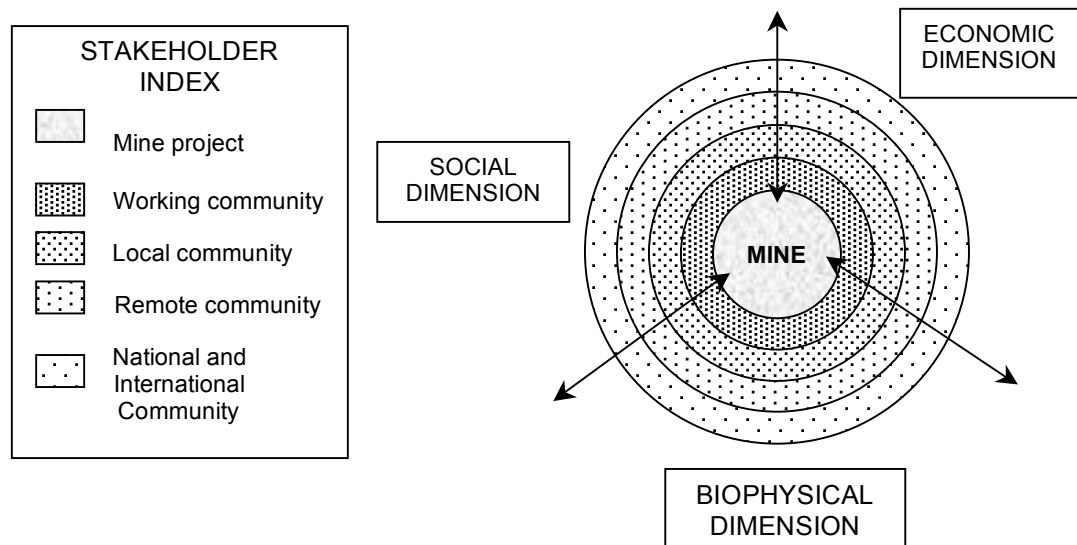 STAKEHOLDER
INDEX
Mine project
Working community
Local community
Remote community
National and
International
Community
ECONOMIC
DIMENSION
SOCIAL
DIMENSION
MINE
BIOPHYSICAL
DIMENSION